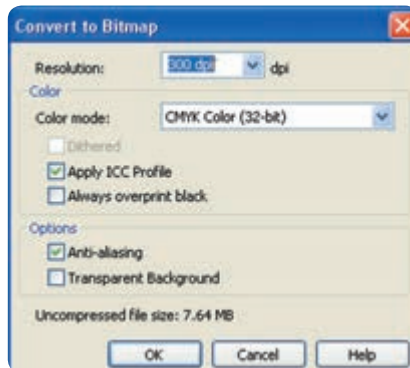 Convert to Bitmap
Resolution: 300 dpi dpi
Color
Color mode: CMYK Color (32-bit)
Dithered
Apply ICC Profile
Always overprint black
Options
Anti-aliasing
Transparent Background
Uncompressed file size: 7.64 MB
OK Cancel Help